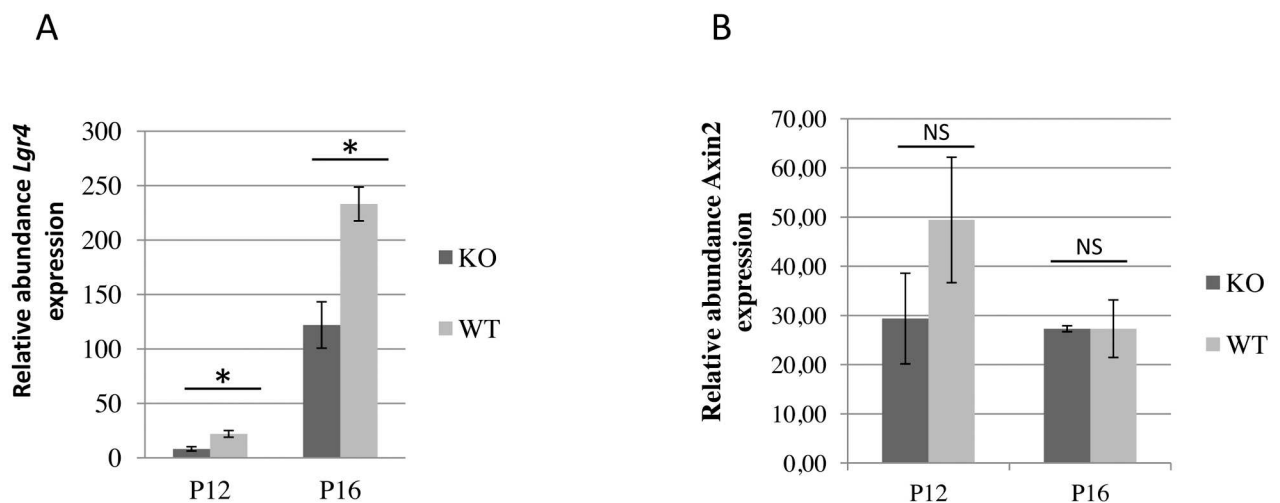 A
Relative abundance Lgr4
expression
300
250
200
150
100
50
0
*
*
P12
P16
KO
WT
B
Relative abundance Axin2
expression
70,00
60,00
50,00
40,00
30,00
20,00
10,00
0,00
NS
NS
P12
P16
KO
WT